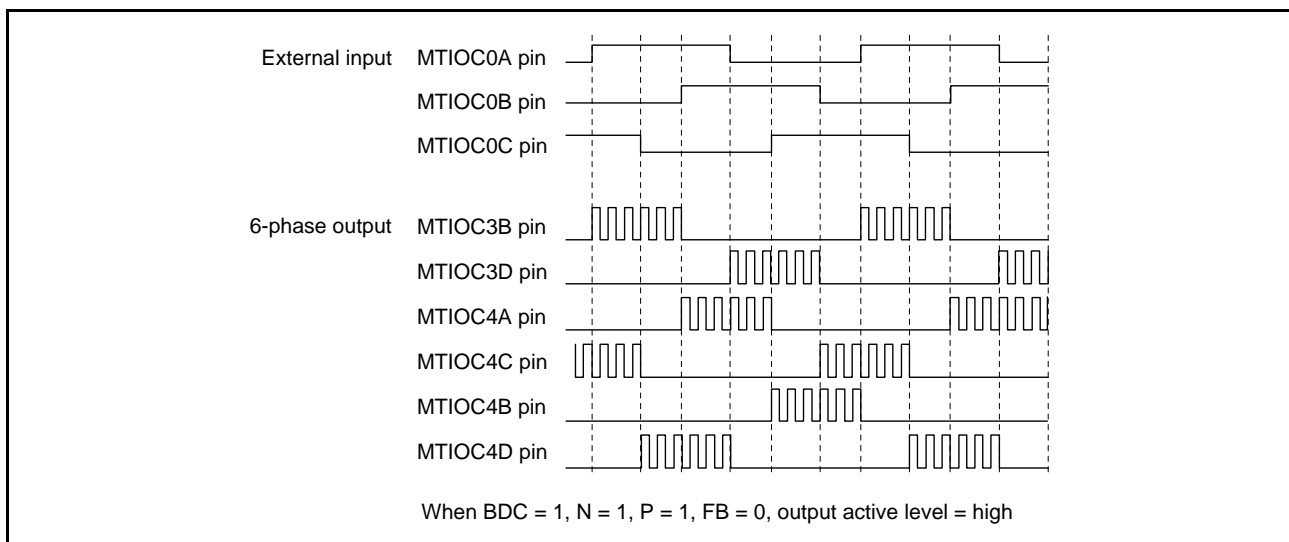 External input MTIOC0A pin
MTIOC0B pin
MTIOC0C pin
6-phase output MTIOC3B pin
MTIOC3D pin
MTIOC4A pin
MTIOC4C pin
MTIOC4B pin
MTIOC4D pin
When BDC = 1, N = 1, P = 1, FB = 0, output active level = high